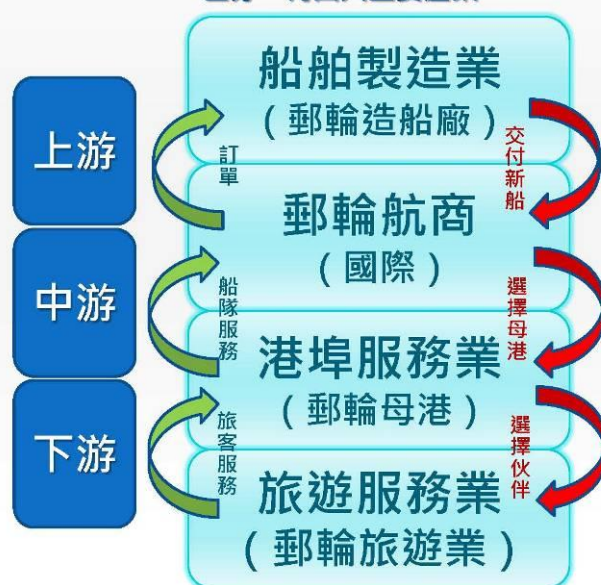 上游
中游
下游
船舶製造業
（郵輪造船廠）
訂單
交付新船
郵輪航商
（國際）
船隊服務
選擇母港
港埠服務業
（郵輪母港）
旅客服務
選擇伙伴
旅遊服務業
（郵輪旅遊業）